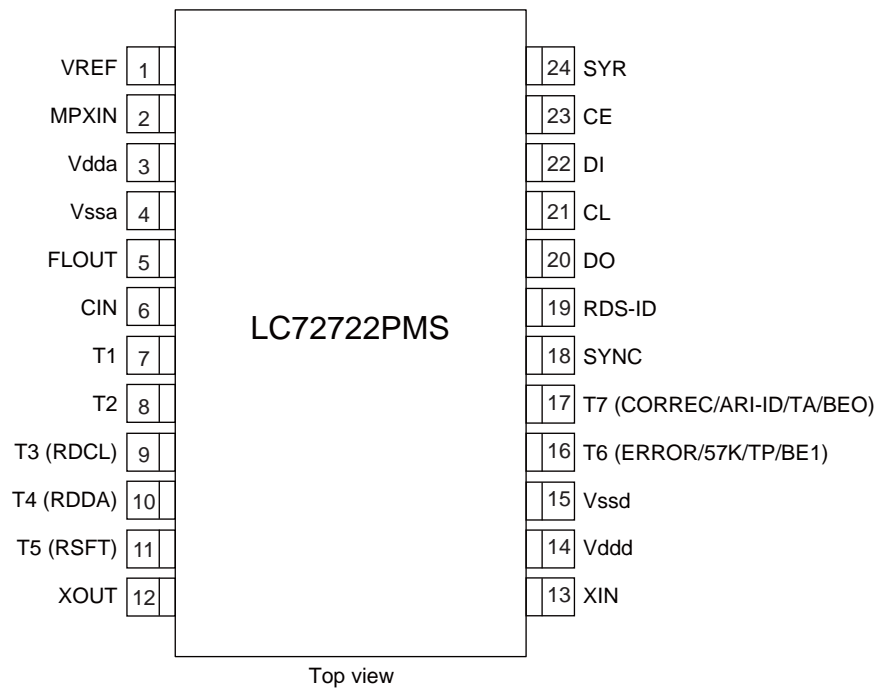 VREF 1 24 SYR
MPXIN 2 23 CE
Vdda 3 22 DI
Vssa 4 21 CL
FLOUT 5 20 DO
CIN 6 19 RDS-ID
LC72722PMS
T1 7 18 SYNC
T2 8 17 T7 (CORREC/ARI-ID/TA/BEO)
T3 (RDCL) 9 16 T6 (ERROR/57K/TP/BE1)
T4 (RDDA) 10 15 Vssd
T5 (RSFT) 11 14 Vddd
XOUT 12 13 XIN
Top view